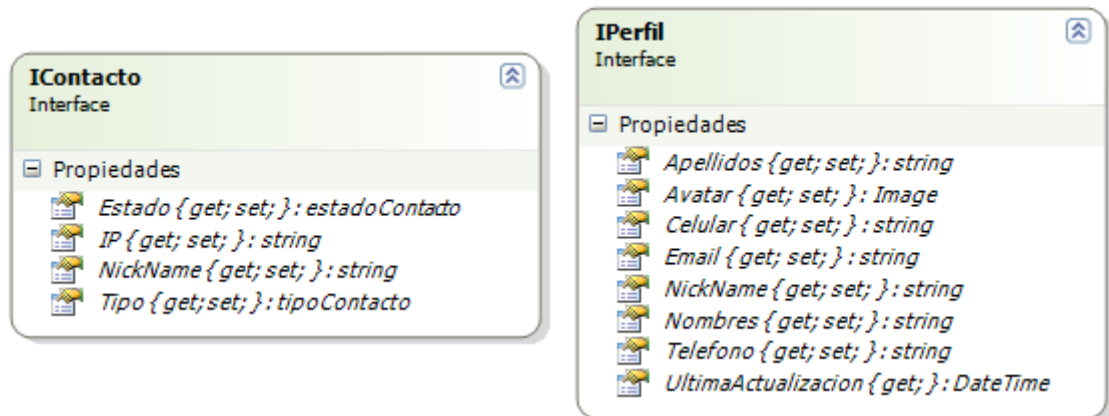 IContacto
Interface
Propiedades
Estado { get; set; } : estadoContacto
IP { get; set; } : string
NickName { get; set; } : string
Tipo { get; set; } : tipoContacto
IPerfil
Interface
Propiedades
Apellidos { get; set; } : string
Avatar { get; set; } : Image
Celular { get; set; } : string
Email { get; set; } : string
NickName { get; set; } : string
Nombres { get; set; } : string
Telefono { get; set; } : string
UltimaActualizacion { get; } : DateTime